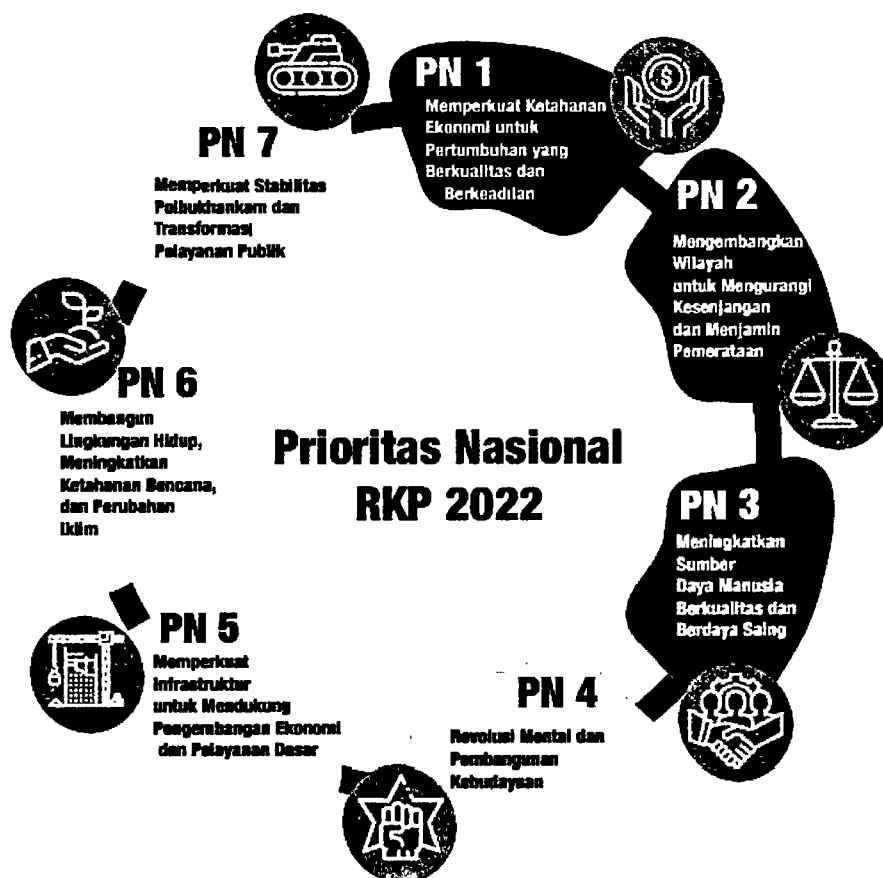 PN 1
Memperkuat Ketahanan
Ekonomi untuk
Pertumbuhan yang
Berkualitas dan
Berkeadilan
PN 2
Mengembangkan
Wilayah
untuk Mengurangi
Kesenjangan
dan Menjamin
Pemerataan
PN 3
Meningkatkan
Sumber
Daya Manusia
Berkualitas dan
Berdaya Saing
PN 4
Revolusi Mental dan
Pembangunan
Kebudayaan
PN 5
Memperkuat
Infrastruktur
untuk Mendukung
Pengembangan Ekonomi
dan Pelayanan Dasar
PN 6
Membangun
Lingkungan Hidup,
Meningkatkan
Ketahanan Bencana,
dan Perubahan
Iklim
PN 7
Memperkuat Stabilitas
Polhukhankam dan
Transformasi
Pelayanan Publik
Prioritas Nasional
RKP 2022